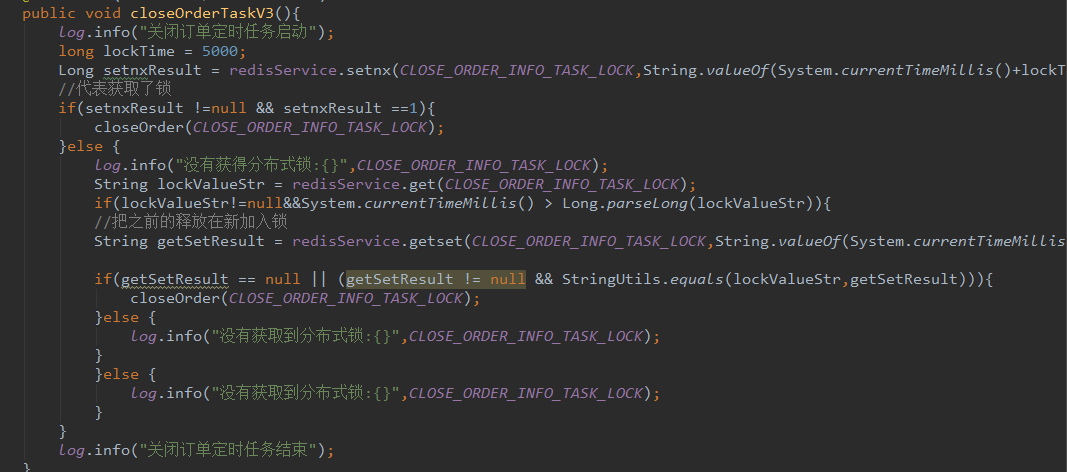 public void closeOrderTaskV3(){
log.info("关闭订单定时任务启动");
long lockTime = 5000;
Long setnxResult = redisService.setnx(CLOSE_ORDER_INFO_TASK_LOCK,String.valueOf(System.currentTimeMillis()+lockT
//代表获取了锁
if(setnxResult !=null && setnxResult ==1){
closeOrder(CLOSE_ORDER_INFO_TASK_LOCK);
}else {
log.info("没有获得分布式锁:{}",CLOSE_ORDER_INFO_TASK_LOCK);
String lockValueStr = redisService.get(CLOSE_ORDER_INFO_TASK_LOCK);
if(lockValueStr!=null&&System.currentTimeMillis() > Long.parseLong(lockValueStr)){
//把之前的释放在新加入锁
String getSetResult = redisService.getset(CLOSE_ORDER_INFO_TASK_LOCK,String.valueOf(System.currentTimeMillis
if(getSetResult == null || (getSetResult != null && StringUtils.equals(lockValueStr,getSetResult))){
closeOrder(CLOSE_ORDER_INFO_TASK_LOCK);
}else {
log.info("没有获取到分布式锁:{}",CLOSE_ORDER_INFO_TASK_LOCK);
}
}else {
log.info("没有获取到分布式锁:{}",CLOSE_ORDER_INFO_TASK_LOCK);
}
}
log.info("关闭订单定时任务结束");
}